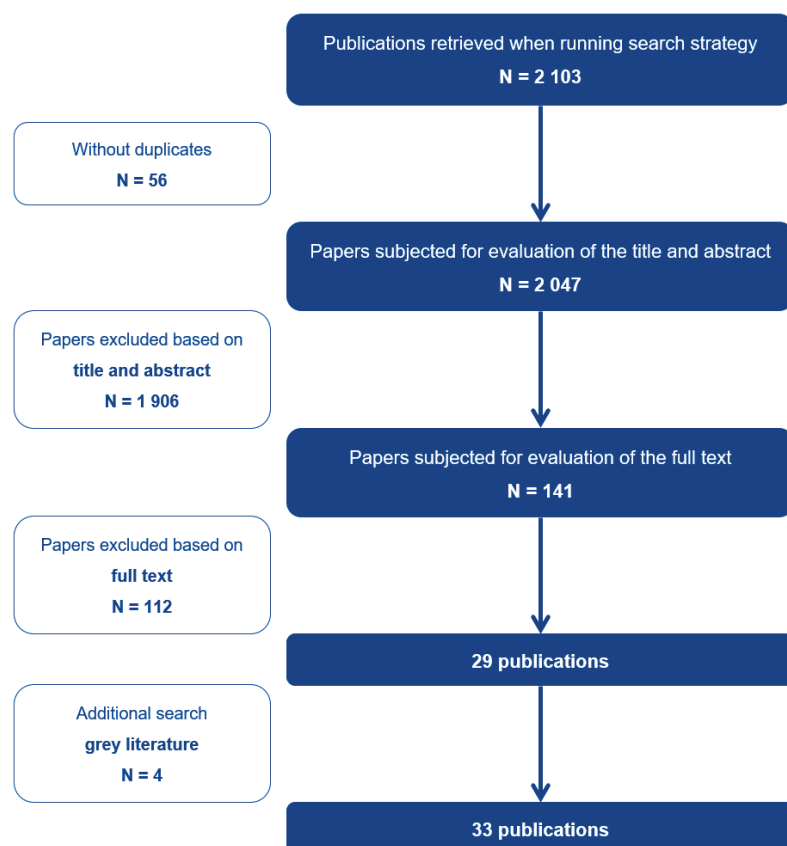 Publications retrieved when running search strategy
N = 2 103
Without duplicates
N = 56
Papers subjected for evaluation of the title and abstract
N = 2 047
Papers excluded based on
title and abstract
N = 1 906
Papers subjected for evaluation of the full text
N = 141
Papers excluded based on
full text
N = 112
29 publications
Additional search
grey literature
N = 4
33 publications